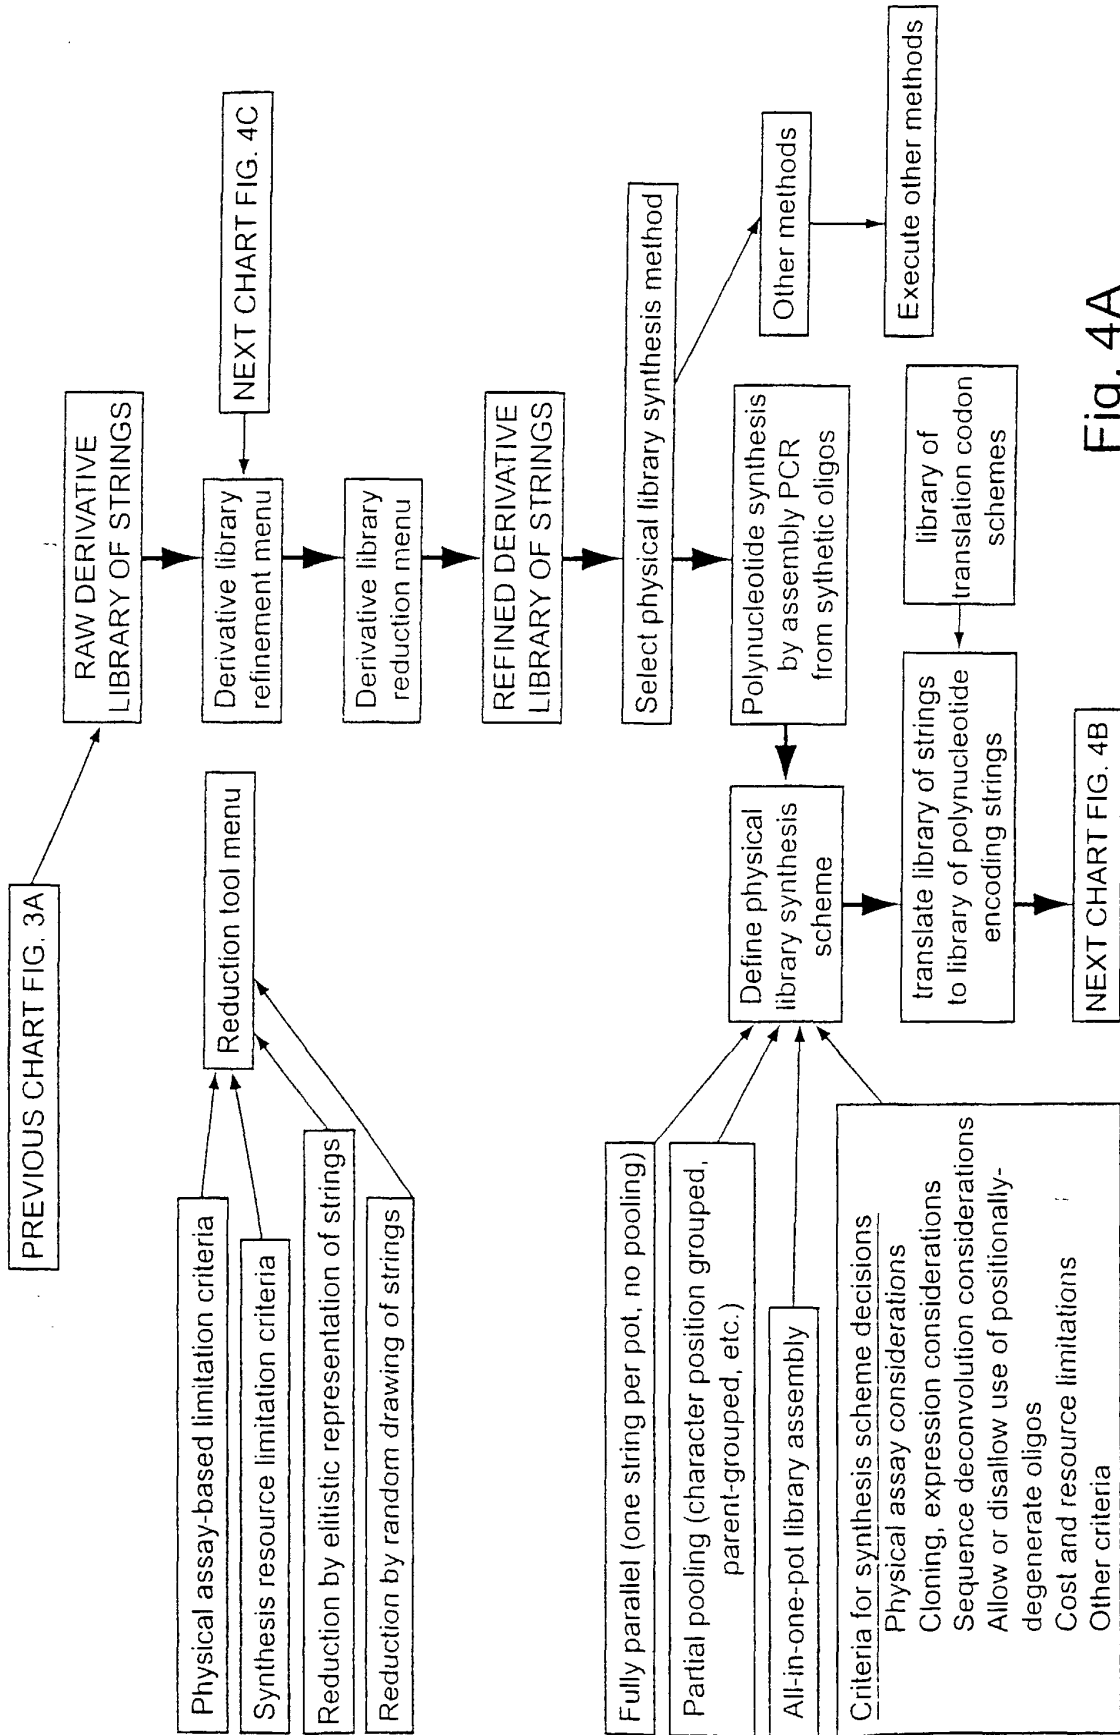 PREVIOUS CHART FIG. 3A
RAW DERIVATIVE
LIBRARY OF STRINGS
NEXT CHART FIG. 4C
Derivative library
refinement menu
Derivative library
reduction menu
REFINED DERIVATIVE
LIBRARY OF STRINGS
Reduction tool menu
Physical assay-based limitation criteria
Synthesis resource limitation criteria
Reduction by elitistic representation of strings
Reduction by random drawing of strings
Select physical library synthesis method
Other methods
Execute other methods
Polynucleotide synthesis
by assembly PCR
from sythetic oligos
Define physical
library synthesis
scheme
Fully parallel (one string per pot, no pooling)
Partial pooling (character position grouped,
parent-grouped, etc.)
All-in-one-pot library assembly
Criteria for synthesis scheme decisions
Physical assay considerations
Cloning, expression considerations
Sequence deconvolution considerations
Allow or disallow use of positionally-
degenerate oligos
Cost and resource limitations
Other criteria
library of
translation codon
schemes
translate library of strings
to library of polynucleotide
encoding strings
NEXT CHART FIG. 4B
Fig. 4A